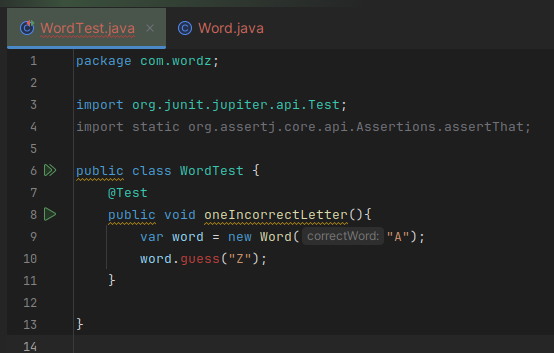 WordTest.java × Word.java
1 package com.wordz;
2
3 import org.junit.jupiter.api.Test;
4 import static org.assertj.core.api.Assertions.assertThat;
5
6 public class WordTest {
7 @Test
8 public void oneIncorrectLetter(){
9 var word = new Word( correctWord: "A");
10 word.guess("Z");
11 }
12
13 }
14